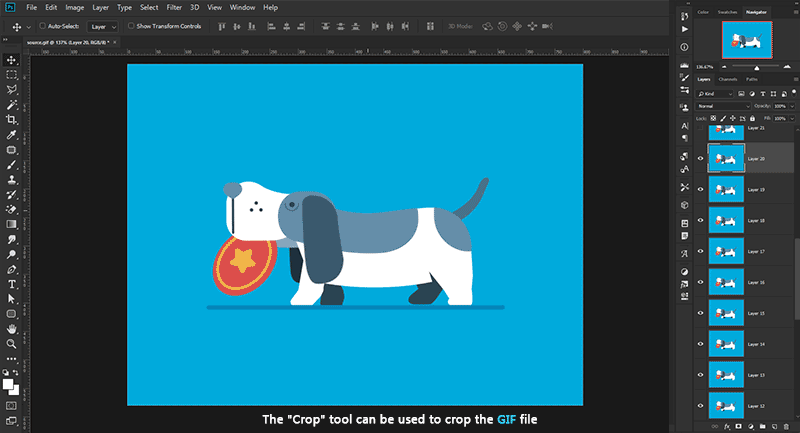 Ps File Edit Image Layer Type Select Filter 3D View Window Help
Auto-Select: Layer Show Transform Controls 3D Mode:
source.gif @ 137% (Layer 20, RGB/8) *
Color Swatches Navigator
136.67%
Layers Channels Paths
Kind
Normal Opacity: 100%
Lock: Fill: 100%
Layer 21
Layer 20
Layer 19
Layer 18
Layer 17
Layer 16
Layer 15
Layer 14
Layer 13
Layer 12
The "Crop" tool can be used to crop the GIF file